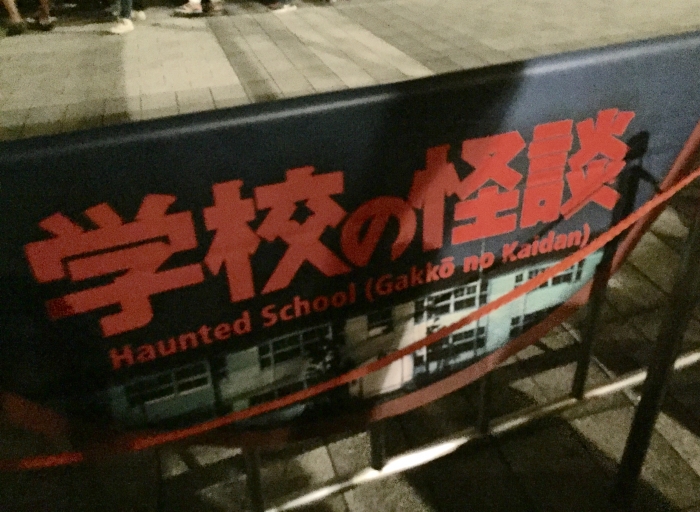 学校の怪談
Haunted School (Gakkō no Kaidan)